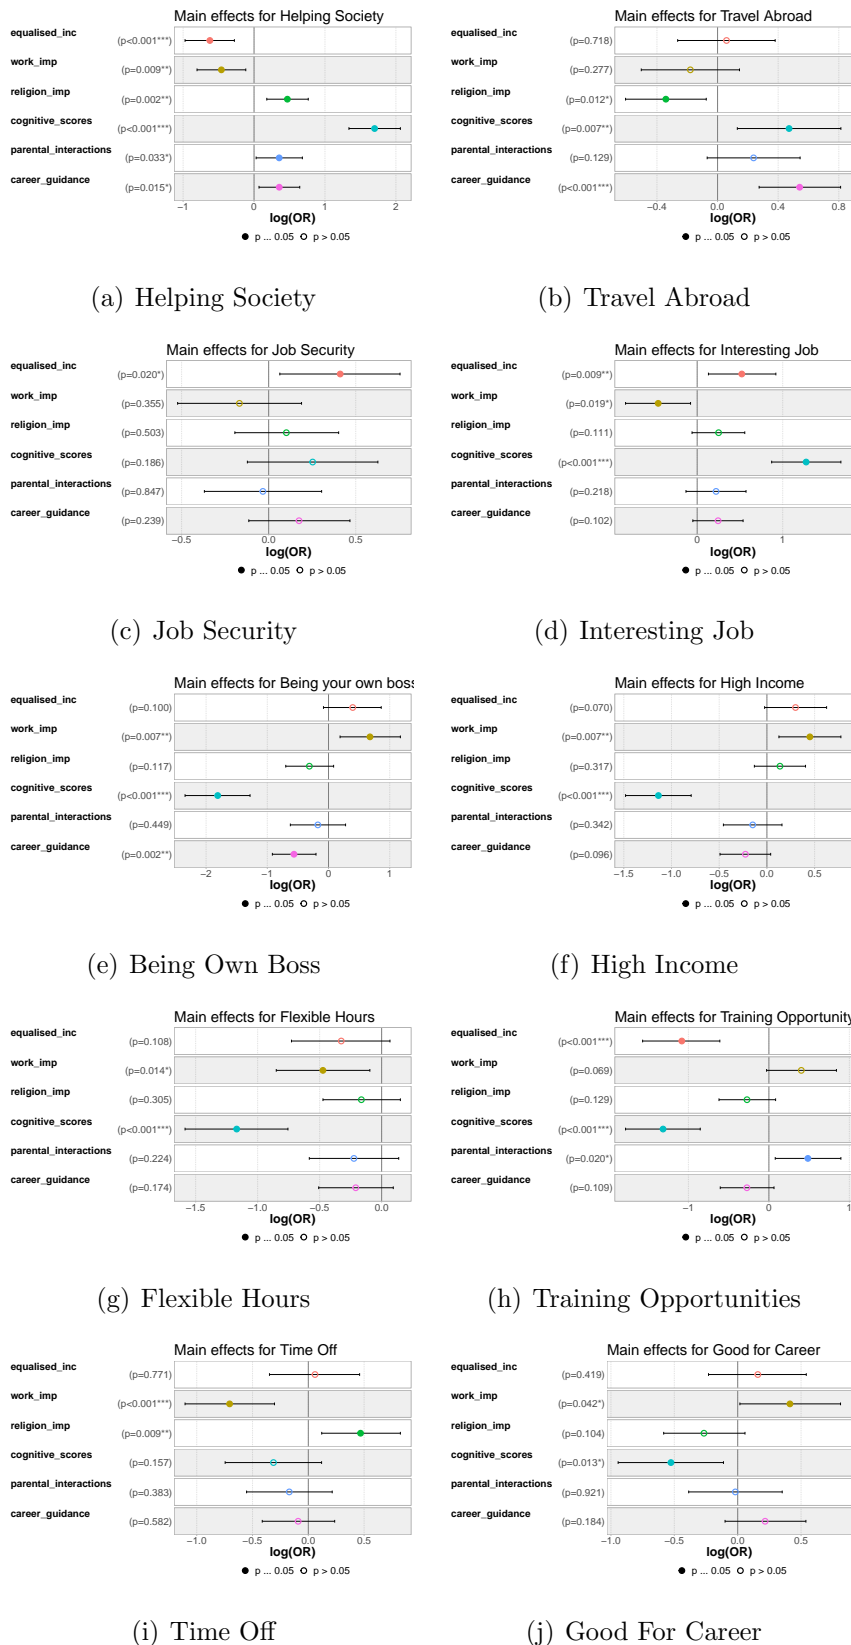 Main effects for Helping Society
equalised_inc (p<0.001***)
work_imp (p=0.009**)
religion_imp (p=0.002**)
cognitive_scores (p<0.001***)
parental_interactions (p=0.033*)
career_guidance (p=0.015*)
−1 0 1 2
log(OR)
p ... 0.05 p > 0.05
(a) Helping Society
Main effects for Travel Abroad
equalised_inc (p=0.718)
work_imp (p=0.277)
religion_imp (p=0.012*)
cognitive_scores (p=0.007**)
parental_interactions (p=0.129)
career_guidance (p<0.001***)
−0.4 0.0 0.4 0.8
log(OR)
p ... 0.05 p > 0.05
(b) Travel Abroad
Main effects for Job Security
equalised_inc (p=0.020*)
work_imp (p=0.355)
religion_imp (p=0.503)
cognitive_scores (p=0.186)
parental_interactions (p=0.847)
career_guidance (p=0.239)
−0.5 0.0 0.5
log(OR)
p ... 0.05 p > 0.05
(c) Job Security
Main effects for Interesting Job
equalised_inc (p=0.009**)
work_imp (p=0.019*)
religion_imp (p=0.111)
cognitive_scores (p<0.001***)
parental_interactions (p=0.218)
career_guidance (p=0.102)
0 1
log(OR)
p ... 0.05 p > 0.05
(d) Interesting Job
Main effects for Being your own boss
equalised_inc (p=0.100)
work_imp (p=0.007**)
religion_imp (p=0.117)
cognitive_scores (p<0.001***)
parental_interactions (p=0.449)
career_guidance (p=0.002**)
−2 −1 0 1
log(OR)
p ... 0.05 p > 0.05
(e) Being Own Boss
Main effects for High Income
equalised_inc (p=0.070)
work_imp (p=0.007**)
religion_imp (p=0.317)
cognitive_scores (p<0.001***)
parental_interactions (p=0.342)
career_guidance (p=0.096)
−1.5 −1.0 −0.5 0.0 0.5
log(OR)
p ... 0.05 p > 0.05
(f) High Income
Main effects for Flexible Hours
equalised_inc (p=0.108)
work_imp (p=0.014*)
religion_imp (p=0.305)
cognitive_scores (p<0.001***)
parental_interactions (p=0.224)
career_guidance (p=0.174)
−1.5 −1.0 −0.5 0.0
log(OR)
p ... 0.05 p > 0.05
(g) Flexible Hours
Main effects for Training Opportunity
equalised_inc (p<0.001***)
work_imp (p=0.069)
religion_imp (p=0.129)
cognitive_scores (p<0.001***)
parental_interactions (p=0.020*)
career_guidance (p=0.109)
−1 0 1
log(OR)
p ... 0.05 p > 0.05
(h) Training Opportunities
Main effects for Time Off
equalised_inc (p=0.771)
work_imp (p<0.001***)
religion_imp (p=0.009**)
cognitive_scores (p=0.157)
parental_interactions (p=0.383)
career_guidance (p=0.582)
−1.0 −0.5 0.0 0.5
log(OR)
p ... 0.05 p > 0.05
(i) Time Off
Main effects for Good for Career
equalised_inc (p=0.419)
work_imp (p=0.042*)
religion_imp (p=0.104)
cognitive_scores (p=0.013*)
parental_interactions (p=0.921)
career_guidance (p=0.184)
−1.0 −0.5 0.0 0.5
log(OR)
p ... 0.05 p > 0.05
(j) Good For Career